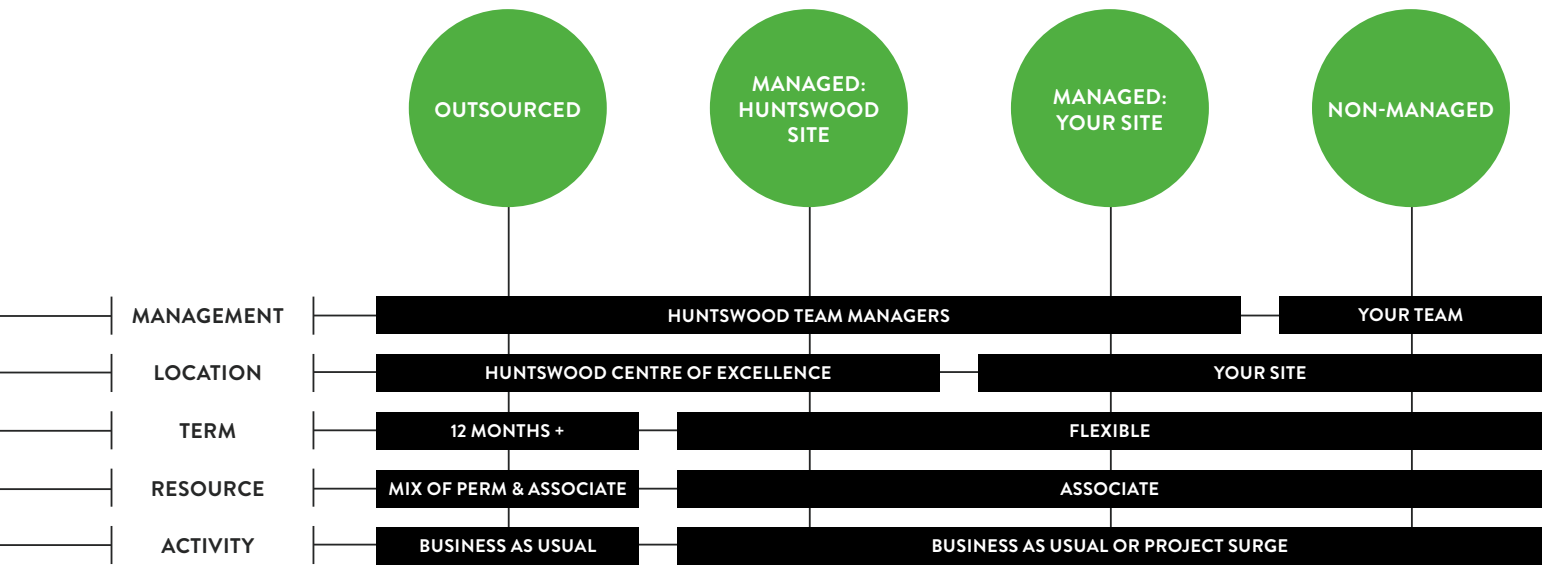 OUTSOURCED
MANAGED:
HUNTSWOOD
SITE
MANAGED:
YOUR SITE
NON-MANAGED
MANAGEMENT
HUNTSWOOD TEAM MANAGERS
YOUR TEAM
LOCATION
HUNTSWOOD CENTRE OF EXCELLENCE
YOUR SITE
TERM
12 MONTHS +
FLEXIBLE
RESOURCE
MIX OF PERM & ASSOCIATE
ASSOCIATE
ACTIVITY
BUSINESS AS USUAL
BUSINESS AS USUAL OR PROJECT SURGE